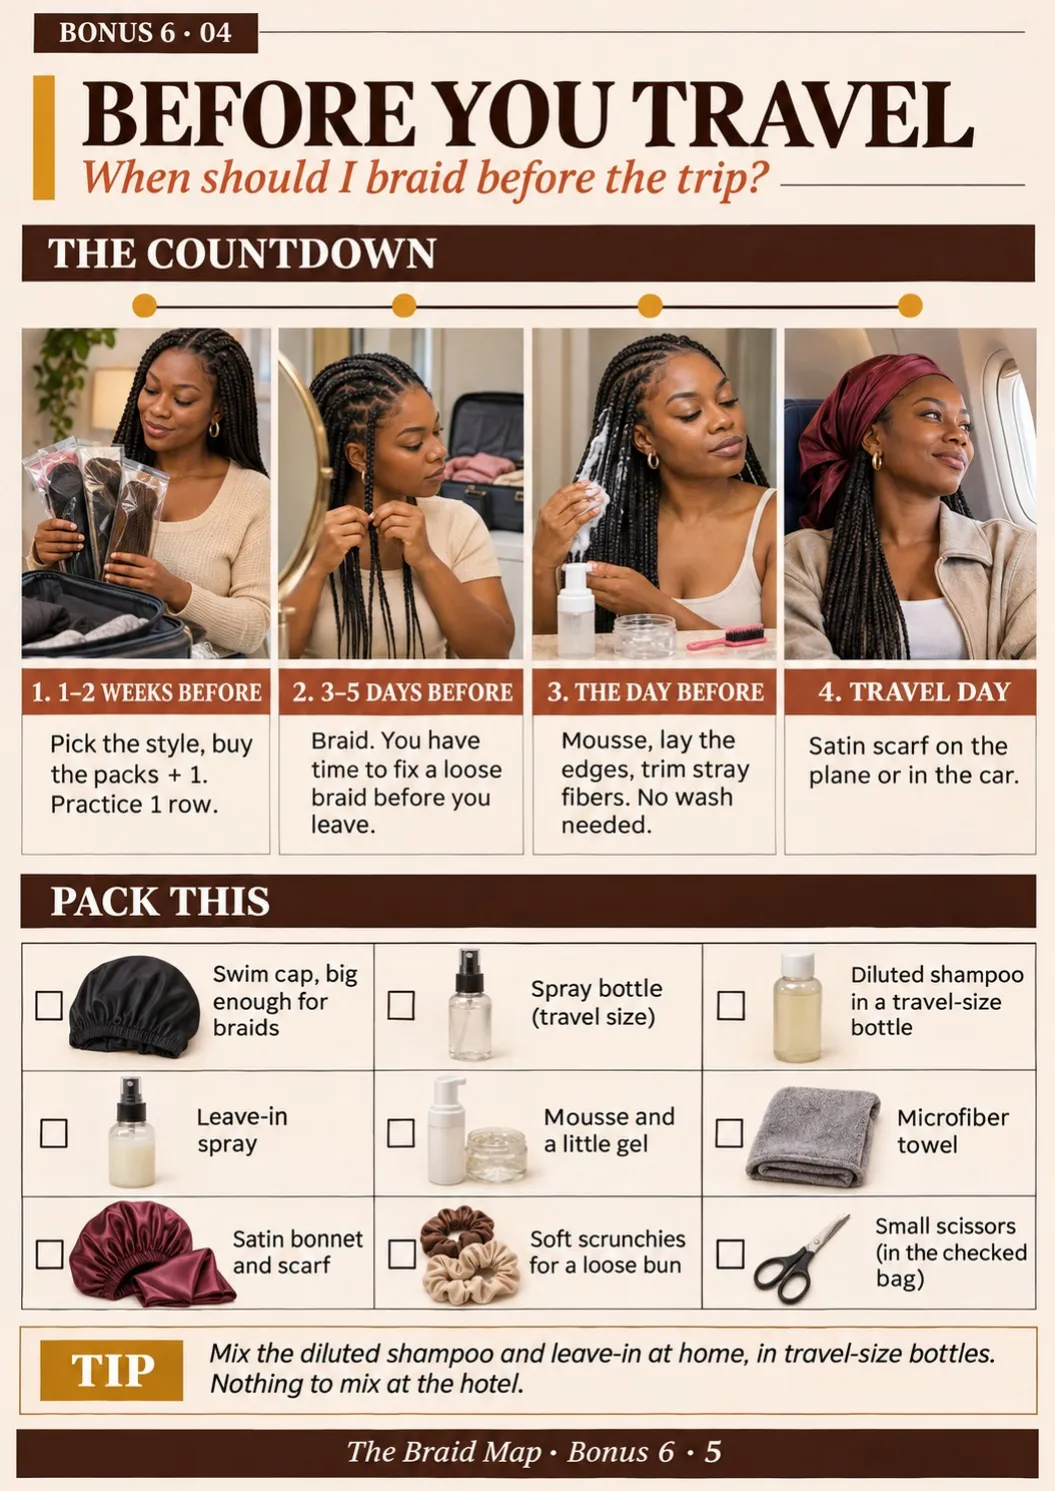 BONUS 6 · 04
BEFORE YOU TRAVEL
When should I braid before the trip?
THE COUNTDOWN
1. 1–2 WEEKS BEFORE
Pick the style, buy
the packs + 1.
Practice 1 row.
2. 3–5 DAYS BEFORE
Braid. You have
time to fix a loose
braid before you
leave.
3. THE DAY BEFORE
Mousse, lay the
edges, trim stray
fibers. No wash
needed.
4. TRAVEL DAY
Satin scarf on the
plane or in the car.
PACK THIS
Swim cap, big
enough for
braids
Spray bottle
(travel size)
Diluted shampoo
in a travel-size
bottle
Leave-in
spray
Mousse and
a little gel
Microfiber
towel
Satin bonnet
and scarf
Soft scrunchies
for a loose bun
Small scissors
(in the checked
bag)
TIP
Mix the diluted shampoo and leave-in at home, in travel-size bottles.
Nothing to mix at the hotel.
The Braid Map · Bonus 6 · 5